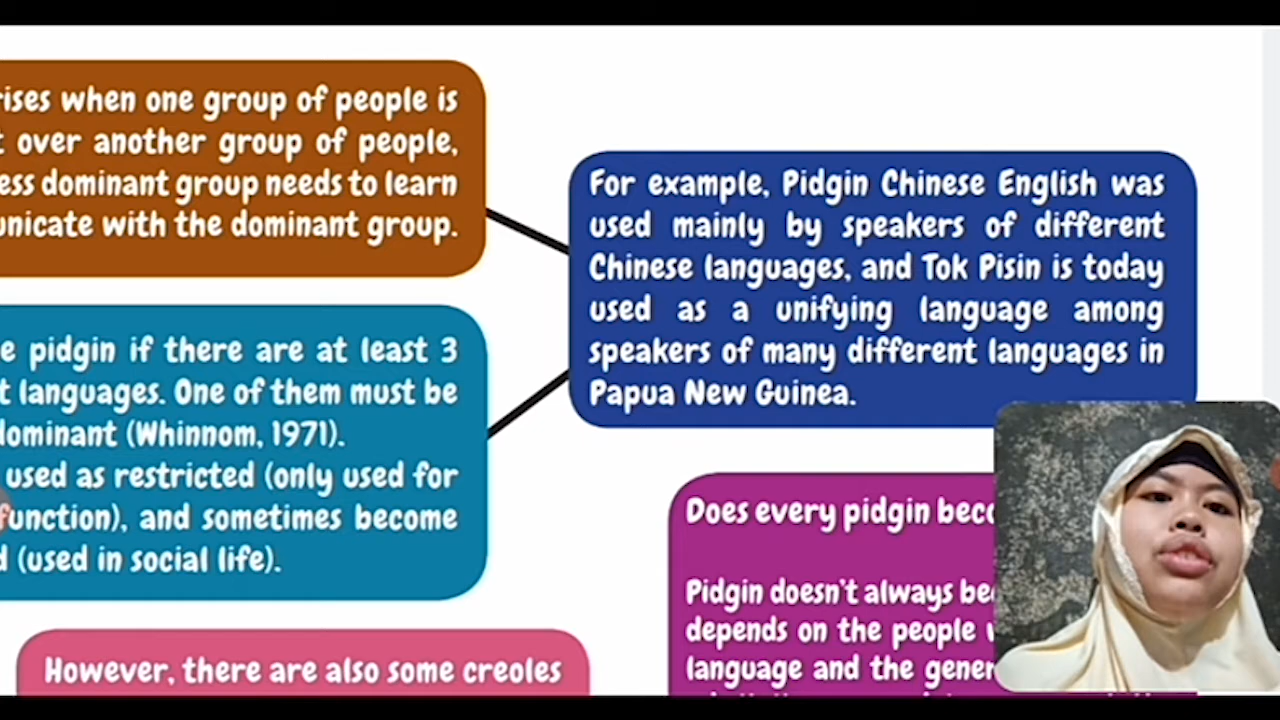 rises when one group of people is
over another group of people,
ess dominant group needs to learn
unicate with the dominant group.
For example, Pidgin Chinese English was
used mainly by speakers of different
Chinese languages, and Tok Pisin is today
used as a unifying language among
speakers of many different languages in
Papua New Guinea.
e pidgin if there are at least 3
t languages. One of them must be
dominant (Whinnom, 1971).
used as restricted (only used for
function), and sometimes become
d (used in social life).
Does every pidgin beco
Pidgin doesn't always be
depends on the people
language and the gener
However, there are also some creoles